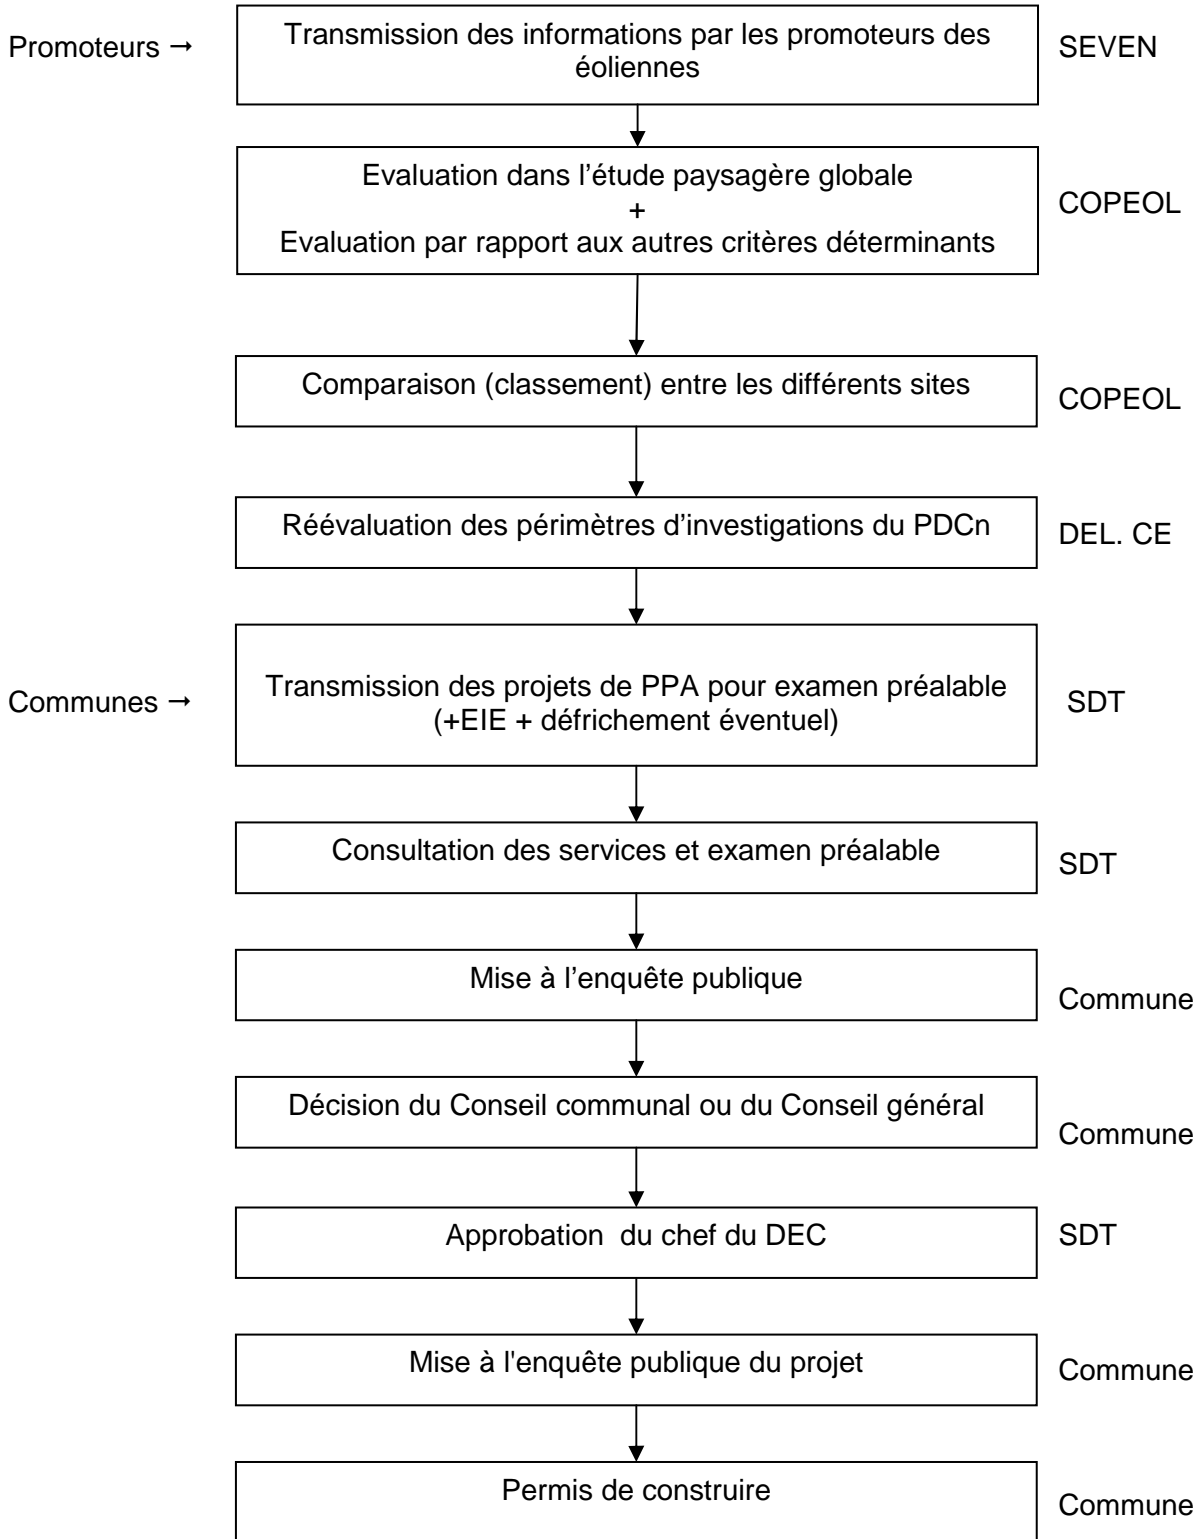 Promoteurs →
Transmission des informations par les promoteurs des
éoliennes
SEVEN
Evaluation dans l’étude paysagère globale
+
Evaluation par rapport aux autres critères déterminants
COPEOL
Comparaison (classement) entre les différents sites
COPEOL
Réévaluation des périmètres d’investigations du PDCn
DEL. CE
Communes →
Transmission des projets de PPA pour examen préalable
(+EIE + défrichement éventuel)
SDT
Consultation des services et examen préalable
SDT
Mise à l’enquête publique
Commune
Décision du Conseil communal ou du Conseil général
Commune
Approbation  du chef du DEC
SDT
Mise à l'enquête publique du projet
Commune
Permis de construire
Commune